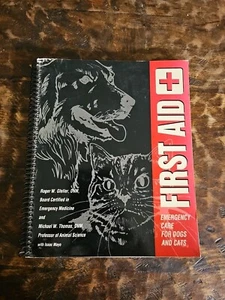 FIRST AID
EMERGENCY
CARE
FOR DOGS
AND CATS
Roger W. Gfeller, DVM,
Board Certified in
Emergency Medicine
and
Michael W. Thomas, DVM,
Professor of Animal Science
with Isaac Mayo